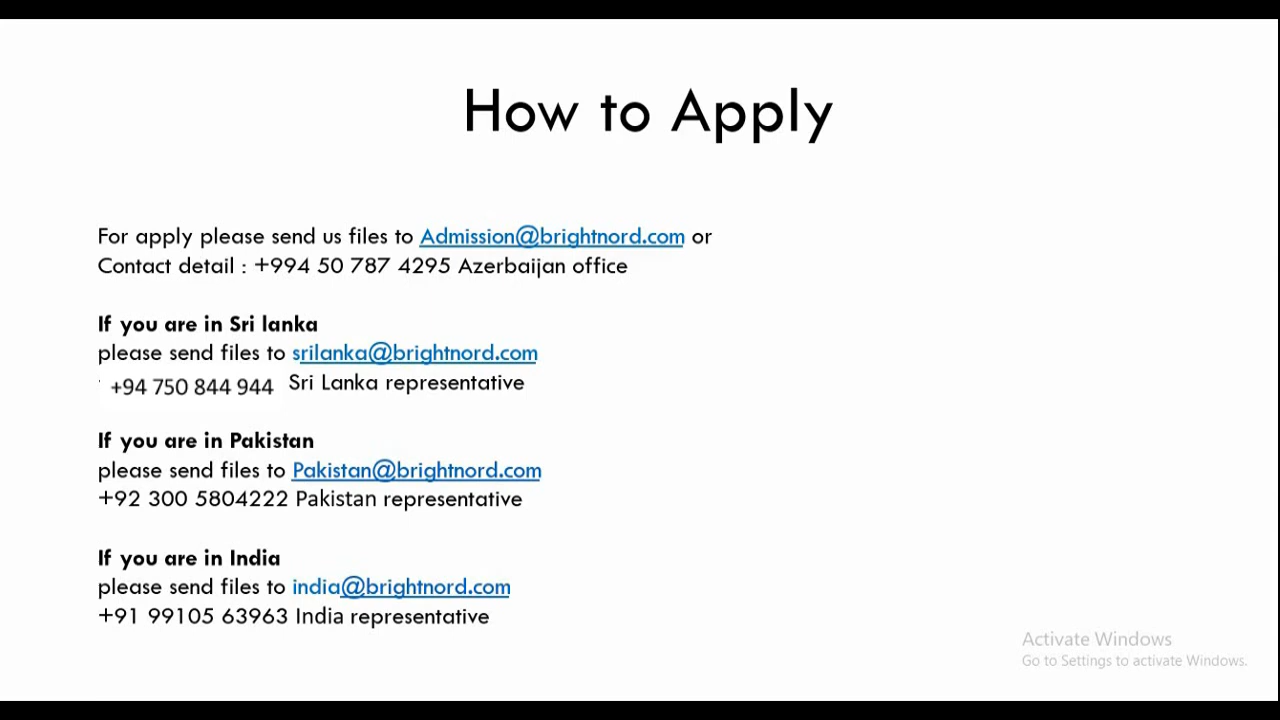 How to Apply
For apply please send us files to Admission@brightnord.com or
Contact detail : +994 50 787 4295 Azerbaijan office
If you are in Sri lanka
please send files to srilanka@brightnord.com
+94 750 844 944 Sri Lanka representative
If you are in Pakistan
please send files to Pakistan@brightnord.com
+92 300 5804222 Pakistan representative
If you are in India
please send files to india@brightnord.com
+91 99105 63963 India representative
Activate Windows
Go to Settings to activate Windows.